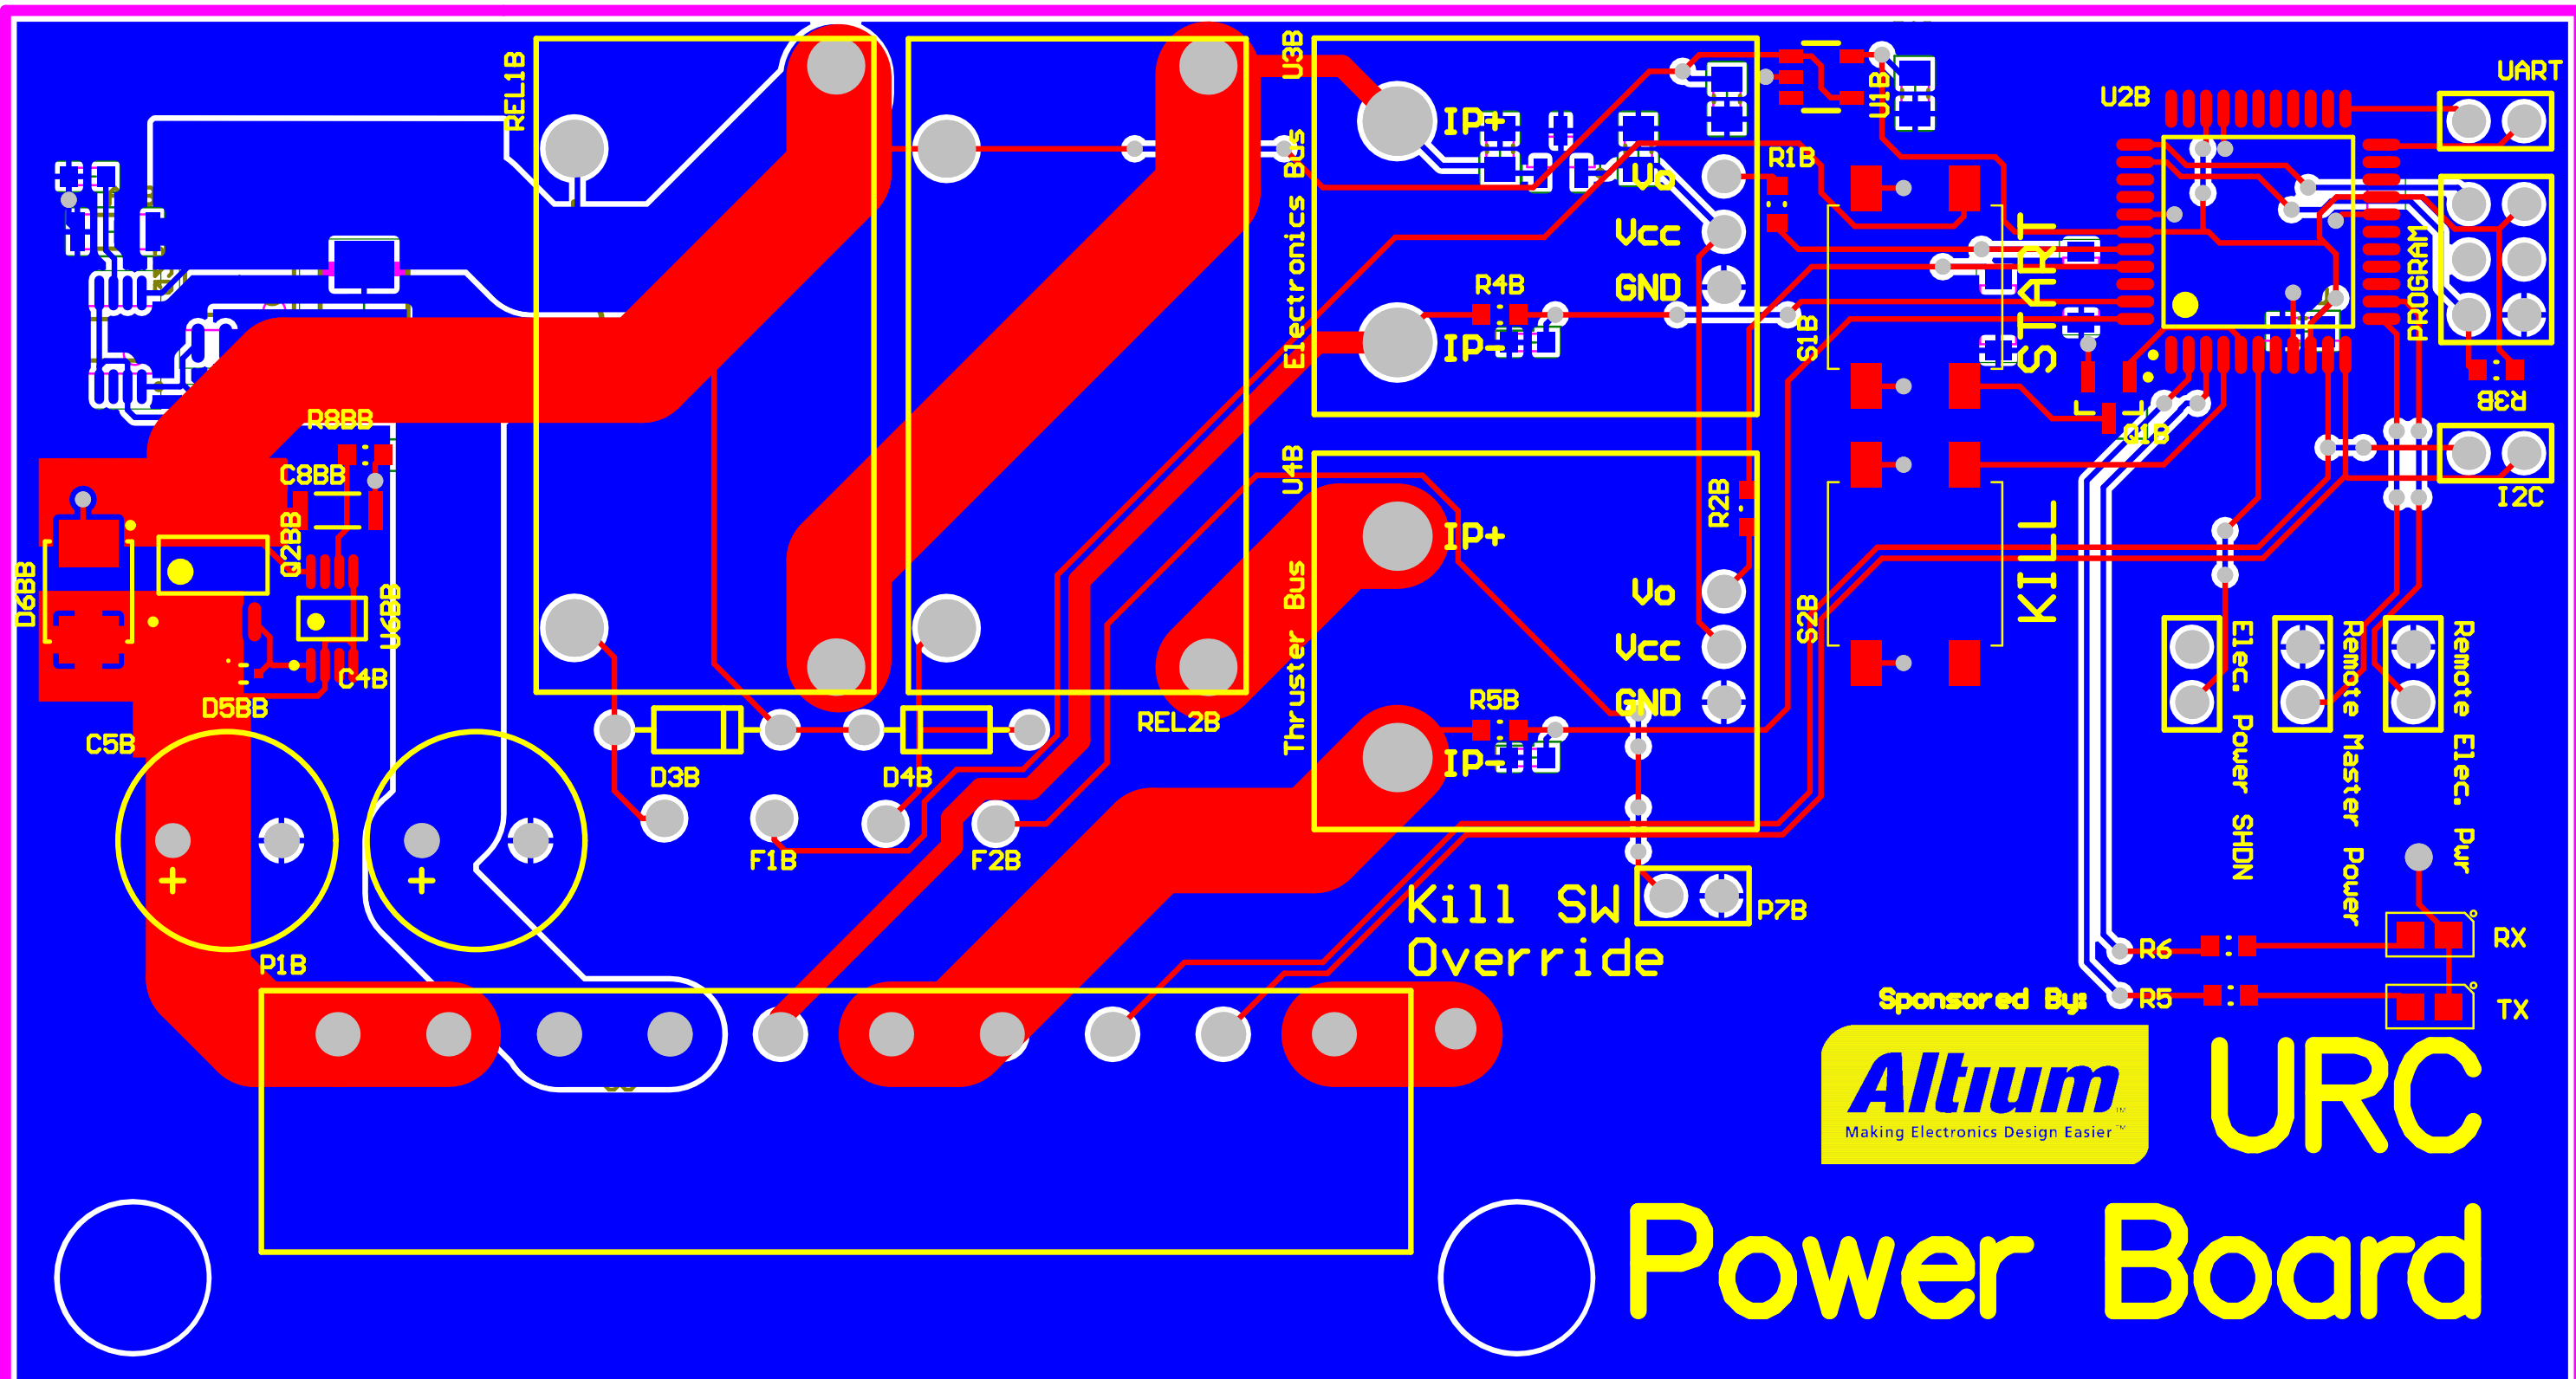 REL1B
U3B
Electronics Bus
IP+
Vo
Vcc
GND
IP-
R4B
R1B
U1B
U2B
UART
PROGRAM
START
S1B
R3B
Q1B
I2C
R8BB
C8BB
Q2BB
D6BB
U6BB
C4B
D5BB
C5B
+
+
P1B
D3B
D4B
REL2B
F1B
F2B
U4B
Thruster Bus
IP+
Vo
Vcc
GND
IP-
R5B
R2B
KILL
S2B
Elec. Power SHDN
Remote Master Power
Remote Elec. Pwr
Kill SW
Override
P7B
R6
RX
R5
TX
Sponsored By:
Altium
Making Electronics Design Easier™
URC
Power Board